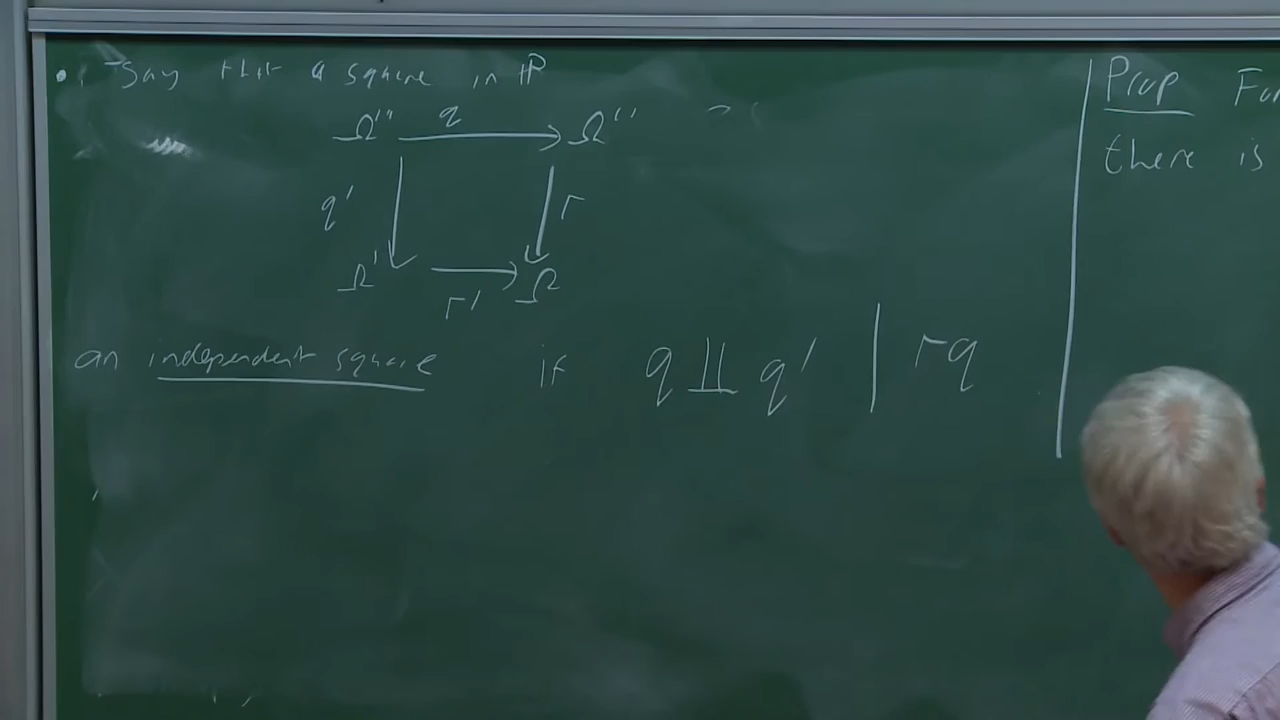 • Say that a square in ℙ
Ω''' q Ω''
q' r
Ω' r' Ω
an independent square if q ⫫ q' | rq
Prop For
there is